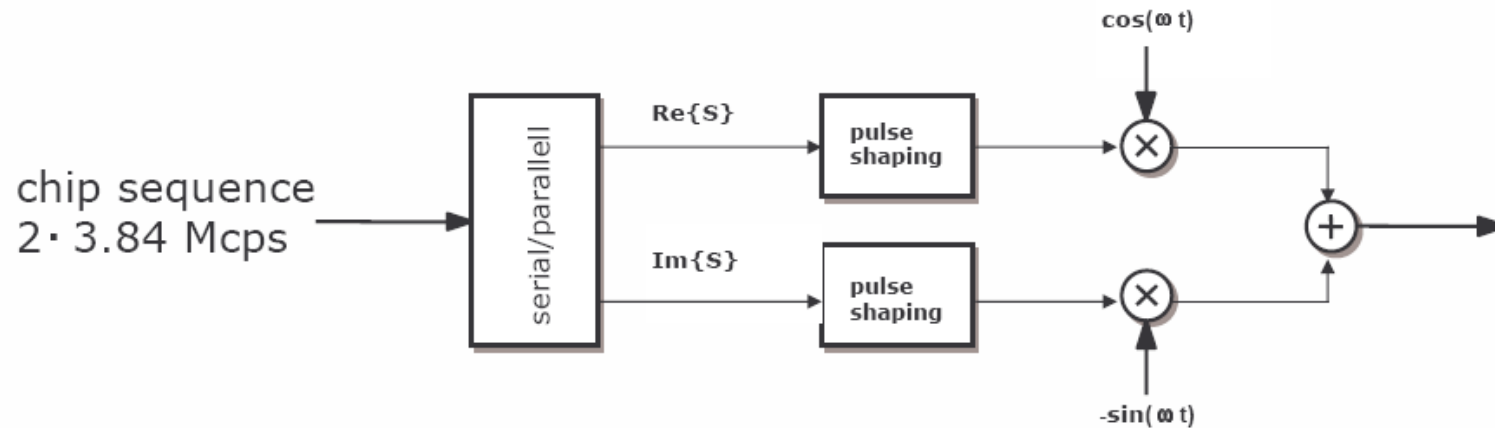 cos(ω t)
Re{S}
pulse
shaping
chip sequence
2· 3.84 Mcps
serial/parallell
Im{S}
pulse
shaping
-sin(ω t)